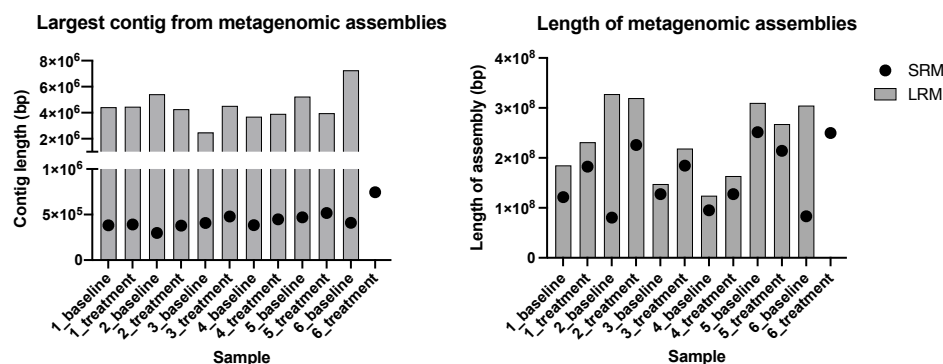 Largest contig from metagenomic assemblies
Contig length (bp)
8×10⁶
6×10⁶
4×10⁶
2×10⁶
1×10⁶
5×10⁵
0
1_baseline
1_treatment
2_baseline
2_treatment
3_baseline
3_treatment
4_baseline
4_treatment
5_baseline
5_treatment
6_baseline
6_treatment
Sample
Length of metagenomic assemblies
Length of assembly (bp)
4×10⁸
3×10⁸
2×10⁸
1×10⁸
0
1_baseline
1_treatment
2_baseline
2_treatment
3_baseline
3_treatment
4_baseline
4_treatment
5_baseline
5_treatment
6_baseline
6_treatment
Sample
SRM
LRM